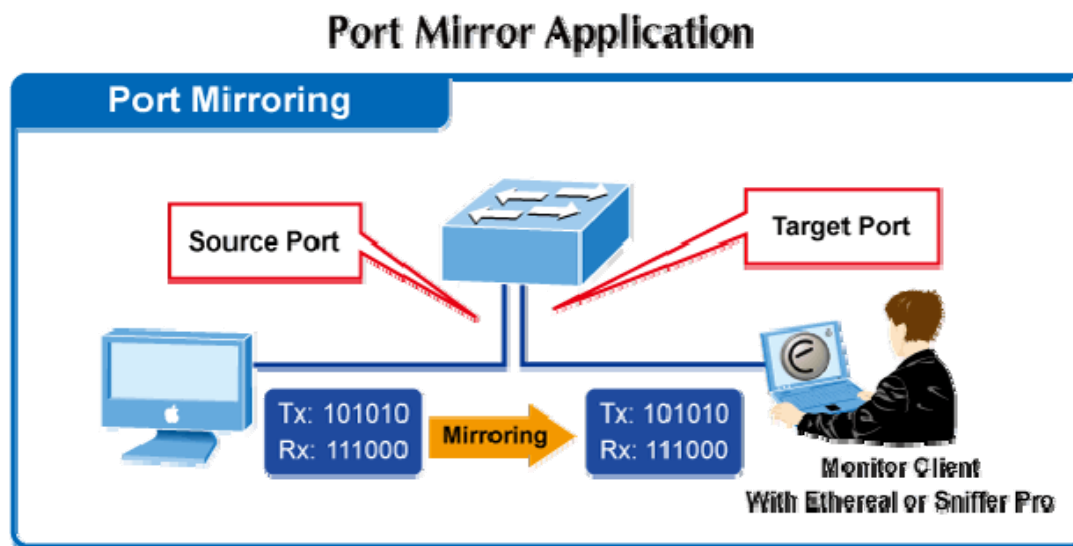 Port Mirror Application
Port Mirroring
Source Port
Target Port
Tx: 101010
Rx: 111000
Mirroring
Tx: 101010
Rx: 111000
Monitor Client
With Ethereal or Sniffer Pro
e